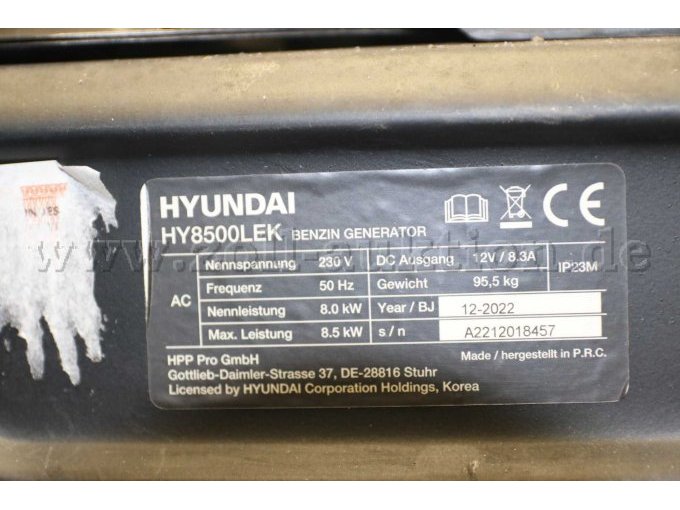 HYUNDAI
HY8500LEK BENZIN GENERATOR
CE
AC
Nennspannung 230 V DC Ausgang 12V / 8.3A IP23M
Frequenz 50 Hz Gewicht 95,5 kg
Nennleistung 8.0 kW Year / BJ 12-2022
Max. Leistung 8.5 kW s / n A2212018457
HPP Pro GmbH
Made / hergestellt in P.R.C.
Gottlieb-Daimler-Strasse 37, DE-28816 Stuhr
Licensed by HYUNDAI Corporation Holdings, Korea
www.zoll-auktion.de